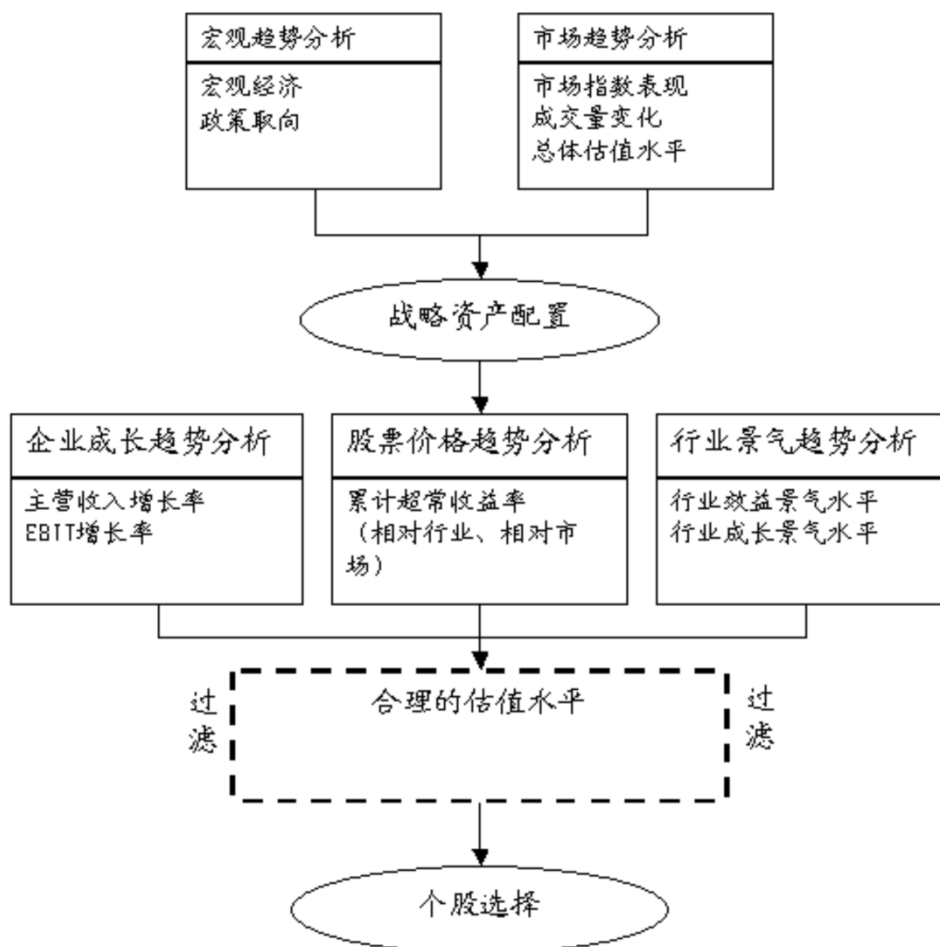 宏观趋势分析
宏观经济
政策取向
市场趋势分析
市场指数表现
成交量变化
总体估值水平
战略资产配置
企业成长趋势分析
主营收入增长率
EBIT增长率
股票价格趋势分析
累计超常收益率
（相对行业、相对市
场）
行业景气趋势分析
行业效益景气水平
行业成长景气水平
过滤
合理的估值水平
过滤
个股选择